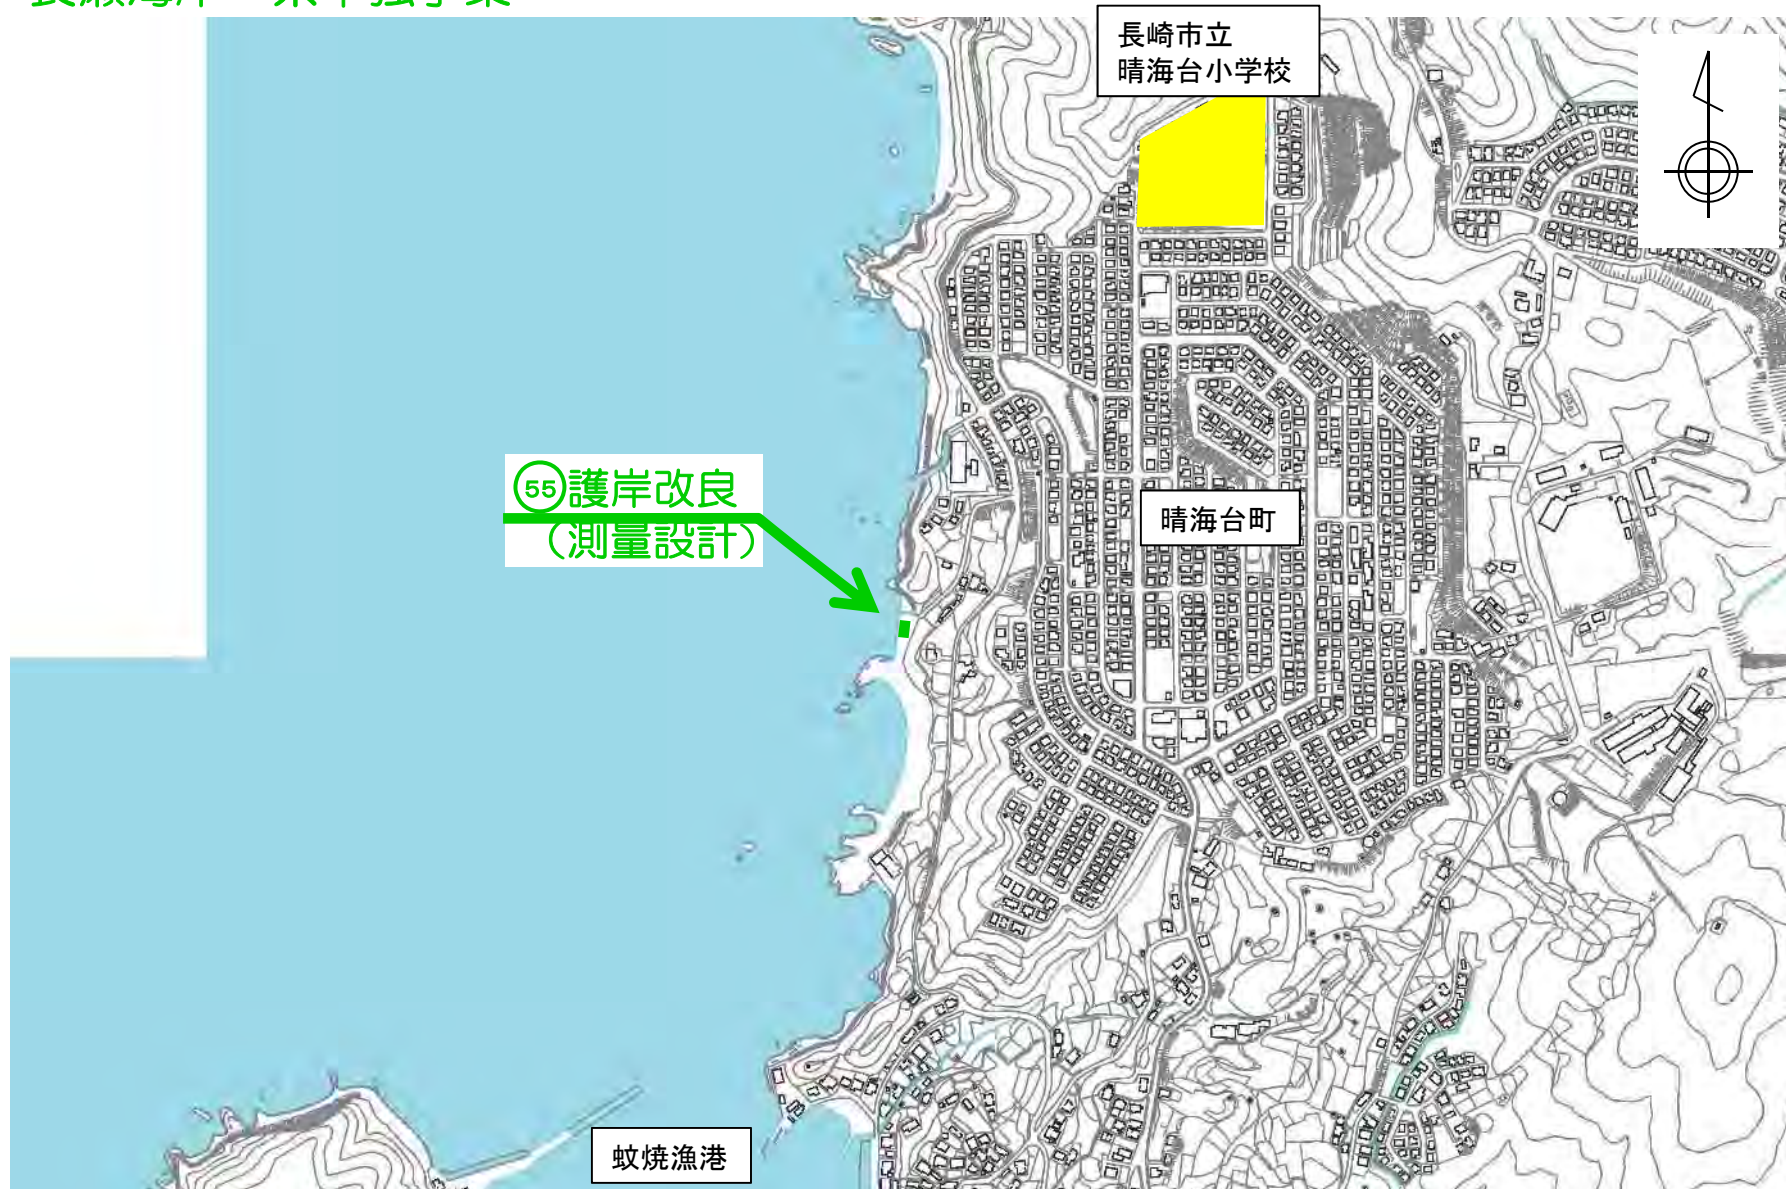 長崎市立
晴海台小学校
55護岸改良
(測量設計)
晴海台町
蚊焼漁港